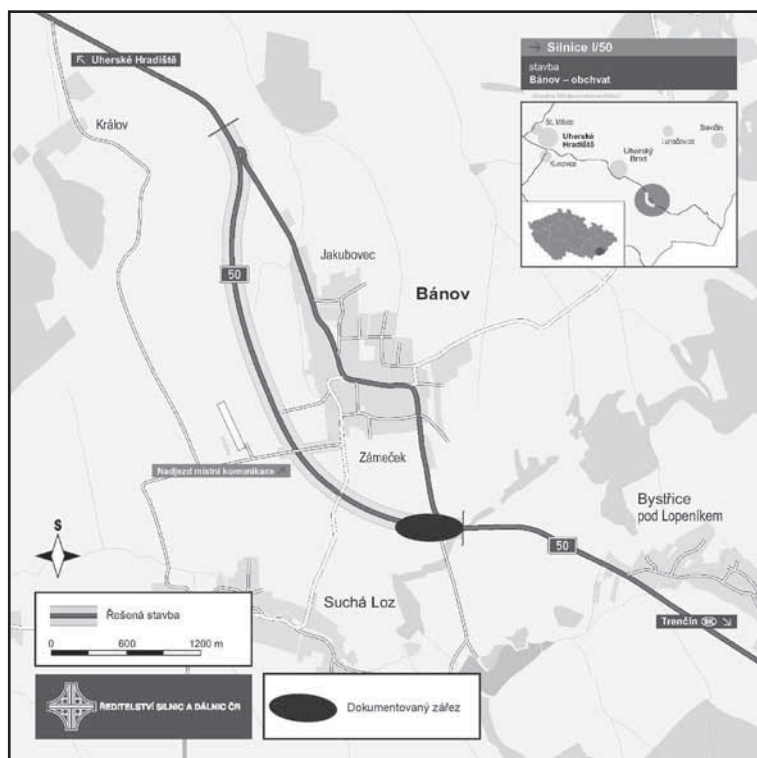 Uherské Hradiště
Silnice I/50
stavba
Bánov – obchvat
Králov
St. Město
Uherské
Hradiště
Kunovice
Uherský
Brod
Luhačovice
Slavičín
Jakubovec
50
Bánov
Nadjezd místní komunikace
Zámeček
Bystřice
pod Lopeníkem
S
50
Suchá Loz
Řešená stavba
0 600 1200 m
Trenčín SK
ŘEDITELSTVÍ SILNIC A DÁLNIC ČR
Dokumentovaný zářez